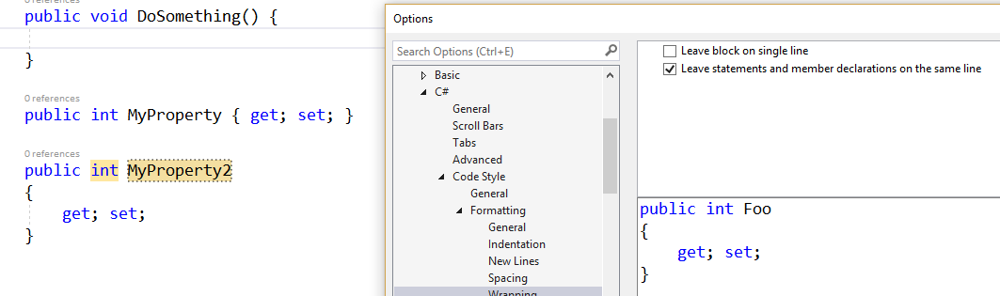 0 references
public void DoSomething() {
}
0 references
public int MyProperty { get; set; }
0 references
public int MyProperty2
{
get; set;
}
Options
Search Options (Ctrl+E)
Basic
C#
General
Scroll Bars
Tabs
Advanced
Code Style
General
Formatting
General
Indentation
New Lines
Spacing
Wrapping
Leave block on single line
Leave statements and member declarations on the same line
public int Foo
{
get; set;
}